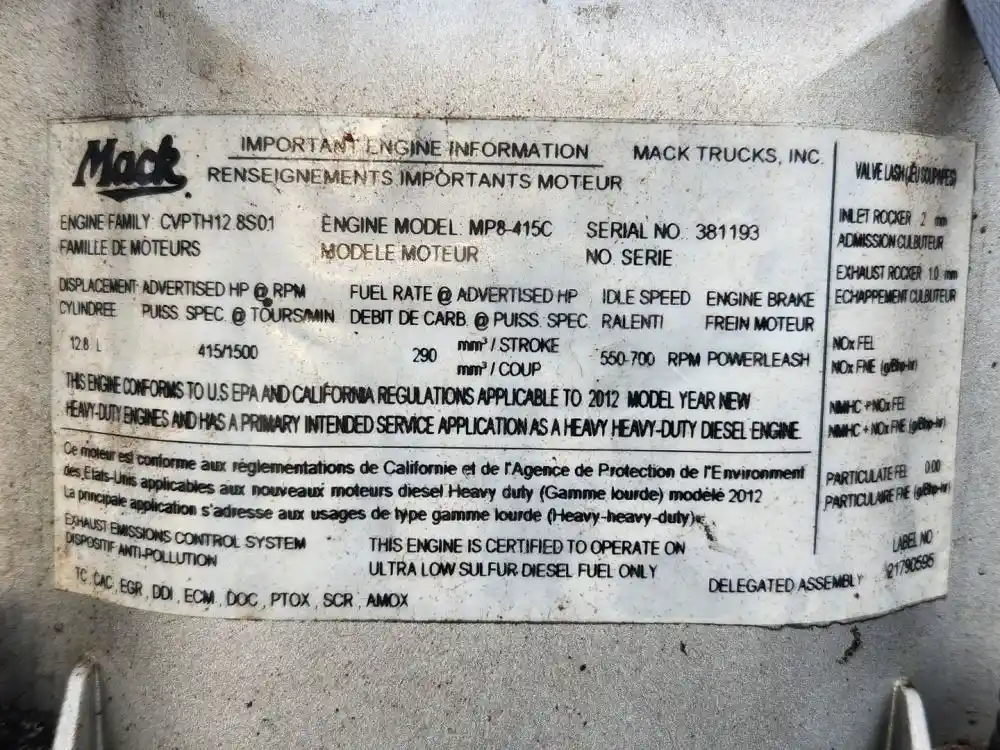 Mack
IMPORTANT ENGINE INFORMATION
MACK TRUCKS, INC.
RENSEIGNEMENTS IMPORTANTS MOTEUR
ENGINE FAMILY CVPTH12.8S01
ENGINE MODEL: MP8-415C
SERIAL NO. 381193
FAMILLE DE MOTEURS
MODELE MOTEUR
NO. SERIE
DISPLACEMENT ADVERTISED HP @ RPM
FUEL RATE @ ADVERTISED HP
IDLE SPEED
ENGINE BRAKE
CYLINDREE
PUISS. SPEC. @ TOURS/MIN
DEBIT DE CARB. @ PUISS. SPEC.
RALENTI
FREIN MOTEUR
12.8 L
415/1500
290
mm³ / STROKE
mm³ / COUP
550-700 RPM
POWERLEASH
THIS ENGINE CONFORMS TO U.S EPA AND CALIFORNIA REGULATIONS APPLICABLE TO 2012 MODEL YEAR NEW
HEAVY-DUTY ENGINES AND HAS A PRIMARY INTENDED SERVICE APPLICATION AS A HEAVY HEAVY-DUTY DIESEL ENGINE.
Ce moteur est conforme aux réglementations de Californie et de l'Agence de Protection de l'Environment
des Etats-Unis applicables aux nouveaux moteurs diesel Heavy duty (Gamme lourde) modélé 2012
La principale application s'adresse aux usages de type gamme lourde (Heavy-heavy-duty).
EXHAUST EMISSIONS CONTROL SYSTEM
DISPOSITIF ANTI-POLLUTION
TC, CAC, EGR, DDI, ECM, DOC, PTOX, SCR, AMOX
THIS ENGINE IS CERTIFIED TO OPERATE ON
ULTRA LOW SULFUR DIESEL FUEL ONLY
DELEGATED ASSEMBLY
VALVE LASH (JEU SOUPAPES)
INLET ROCKER .2 mm
ADMISSION CULBUTEUR
EXHAUST ROCKER 1.0 mm
ECHAPPEMENT CULBUTEUR
NOx FEL
NOx FNE (g/Bhp-hr)
NMHC + NOx FEL
NMHC + NOx FNE (g/Bhp-hr)
PARTICULATE FEL 0.00
PARTICULAIRE FNE (g/Bhp-hr)
LABEL NO
21790595